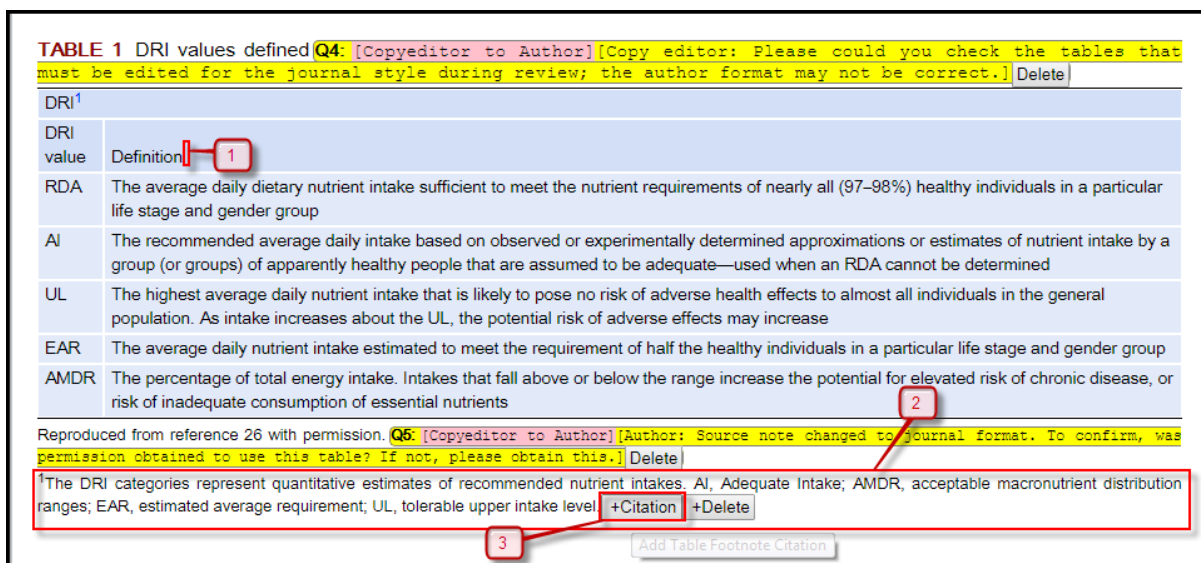 TABLE 1 DRI values defined Q4: [Copyeditor to Author][Copy editor: Please could you check the tables that
must be edited for the journal style during review; the author format may not be correct.] Delete
DRI1
DRI
value Definition 1
RDA The average daily dietary nutrient intake sufficient to meet the nutrient requirements of nearly all (97–98%) healthy individuals in a particular
life stage and gender group
AI The recommended average daily intake based on observed or experimentally determined approximations or estimates of nutrient intake by a
group (or groups) of apparently healthy people that are assumed to be adequate—used when an RDA cannot be determined
UL The highest average daily nutrient intake that is likely to pose no risk of adverse health effects to almost all individuals in the general
population. As intake increases about the UL, the potential risk of adverse effects may increase
EAR The average daily nutrient intake estimated to meet the requirement of half the healthy individuals in a particular life stage and gender group
AMDR The percentage of total energy intake. Intakes that fall above or below the range increase the potential for elevated risk of chronic disease, or
risk of inadequate consumption of essential nutrients
2
Reproduced from reference 26 with permission. Q5: [Copyeditor to Author][Author: Source note changed to journal format. To confirm, was
permission obtained to use this table? If not, please obtain this.] Delete
1The DRI categories represent quantitative estimates of recommended nutrient intakes. AI, Adequate Intake; AMDR, acceptable macronutrient distribution
ranges; EAR, estimated average requirement; UL, tolerable upper intake level. +Citation +Delete
3 Add Table Footnote Citation